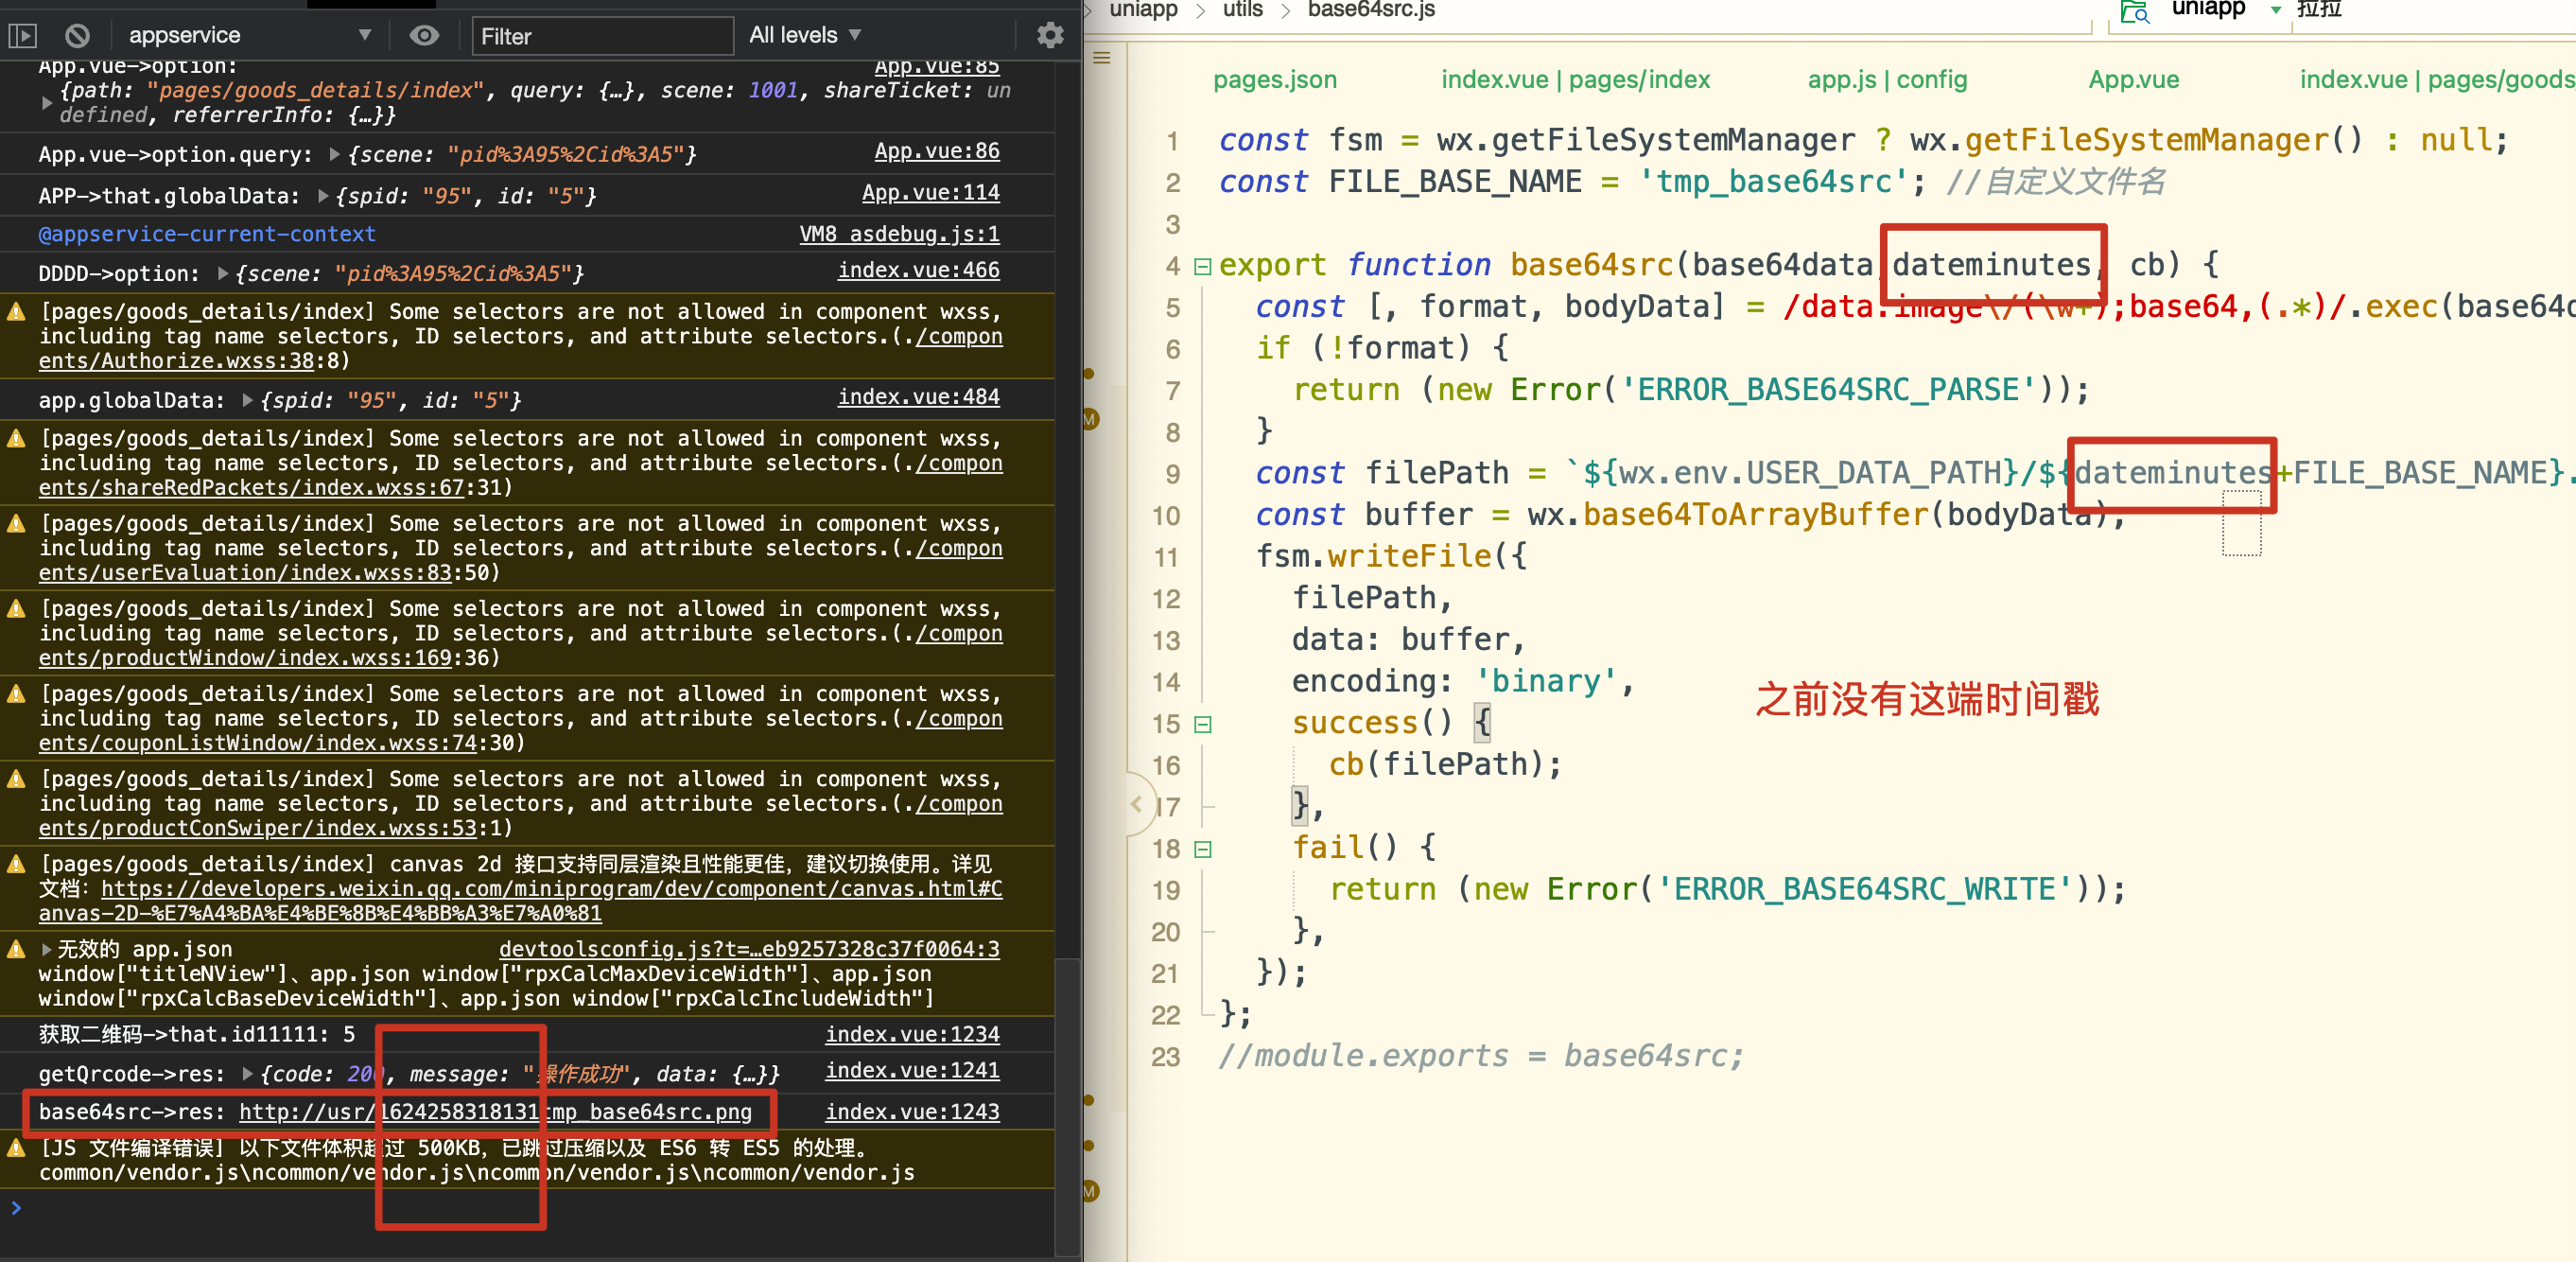 appservice
Filter
All levels
App.vue->option:
App.vue:85
{path: "pages/goods_details/index", query: {…}, scene: 1001, shareTicket: un
defined, referrerInfo: {…}}
App.vue->option.query: {scene: "pid%3A95%2Cid%3A5"}
App.vue:86
APP->that.globalData: {spid: "95", id: "5"}
App.vue:114
@appservice-current-context
VM8 asdebug.js:1
DDDD->option: {scene: "pid%3A95%2Cid%3A5"}
index.vue:466
[pages/goods_details/index] Some selectors are not allowed in component wxss,
including tag name selectors, ID selectors, and attribute selectors.(./compon
ents/Authorize.wxss:38:8)
app.globalData: {spid: "95", id: "5"}
index.vue:484
[pages/goods_details/index] Some selectors are not allowed in component wxss,
including tag name selectors, ID selectors, and attribute selectors.(./compon
ents/shareRedPackets/index.wxss:67:31)
[pages/goods_details/index] Some selectors are not allowed in component wxss,
including tag name selectors, ID selectors, and attribute selectors.(./compon
ents/userEvaluation/index.wxss:83:50)
[pages/goods_details/index] Some selectors are not allowed in component wxss,
including tag name selectors, ID selectors, and attribute selectors.(./compon
ents/productWindow/index.wxss:169:36)
[pages/goods_details/index] Some selectors are not allowed in component wxss,
including tag name selectors, ID selectors, and attribute selectors.(./compon
ents/couponListWindow/index.wxss:74:30)
[pages/goods_details/index] Some selectors are not allowed in component wxss,
including tag name selectors, ID selectors, and attribute selectors.(./compon
ents/productConSwiper/index.wxss:53:1)
[pages/goods_details/index] canvas 2d 接口支持同层渲染且性能更佳，建议切换使用。详见
文档：https://developers.weixin.qq.com/miniprogram/dev/component/canvas.html#C
anvas-2D-%E7%A4%BA%E4%BE%8B%E4%BB%A3%E7%A0%81
无效的 app.json
devtoolsconfig.js?t=…eb9257328c37f0064:3
window["titleNView"]、app.json window["rpxCalcMaxDeviceWidth"]、app.json
window["rpxCalcBaseDeviceWidth"]、app.json window["rpxCalcIncludeWidth"]
获取二维码->that.id11111: 5
index.vue:1234
getQrcode->res: {code: 200, message: "操作成功", data: {…}}
index.vue:1241
base64src->res: http://usr/1624258318131tmp_base64src.png
index.vue:1243
[JS 文件编译错误] 以下文件体积超过 500KB，已跳过压缩以及 ES6 转 ES5 的处理。
common/vendor.js\ncommon/vendor.js\ncommon/vendor.js\ncommon/vendor.js
uniapp > utils > base64src.js
uniapp
拉拉
pages.json
index.vue | pages/index
app.js | config
App.vue
index.vue | pages/goods
1 const fsm = wx.getFileSystemManager ? wx.getFileSystemManager() : null;
2 const FILE_BASE_NAME = 'tmp_base64src'; //自定义文件名
3
4 export function base64src(base64data,dateminutes, cb) {
5 const [, format, bodyData] = /data:image\/(\w+);base64,(.*)/.exec(base64d
6 if (!format) {
7 return (new Error('ERROR_BASE64SRC_PARSE'));
8 }
9 const filePath = `${wx.env.USER_DATA_PATH}/${dateminutes+FILE_BASE_NAME}.
10 const buffer = wx.base64ToArrayBuffer(bodyData);
11 fsm.writeFile({
12 filePath,
13 data: buffer,
14 encoding: 'binary',
之前没有这端时间戳
15 success() {
16 cb(filePath);
17 },
18 fail() {
19 return (new Error('ERROR_BASE64SRC_WRITE'));
20 },
21 });
22 };
23 //module.exports = base64src;
M
M